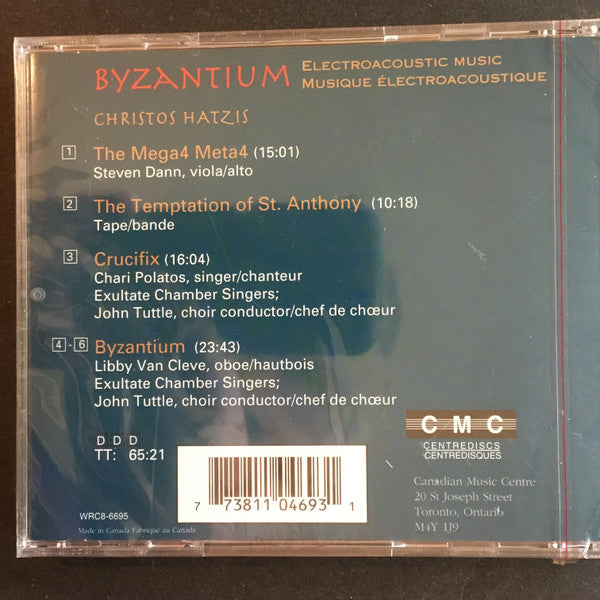 BYZANTIUM ELECTROACOUSTIC MUSIC
MUSIQUE ÉLECTROACOUSTIQUE
CHRISTOS HATZIS
1 The Mega4 Meta4 (15:01)
Steven Dann, viola/alto
2 The Temptation of St. Anthony (10:18)
Tape/bande
3 Crucifix (16:04)
Chari Polatos, singer/chanteur
Exultate Chamber Singers;
John Tuttle, choir conductor/chef de chœur
4 - 6 Byzantium (23:43)
Libby Van Cleve, oboe/hautbois
Exultate Chamber Singers;
John Tuttle, choir conductor/chef de chœur
D D D
TT: 65:21
7 73811 04693 1
WRC8-6695
Made in Canada Fabriqué au Canada
CMC
CENTREDISCS
CENTREDISQUES
Canadian Music Centre
20 St Joseph Street
Toronto, Ontario
M4Y 1J9